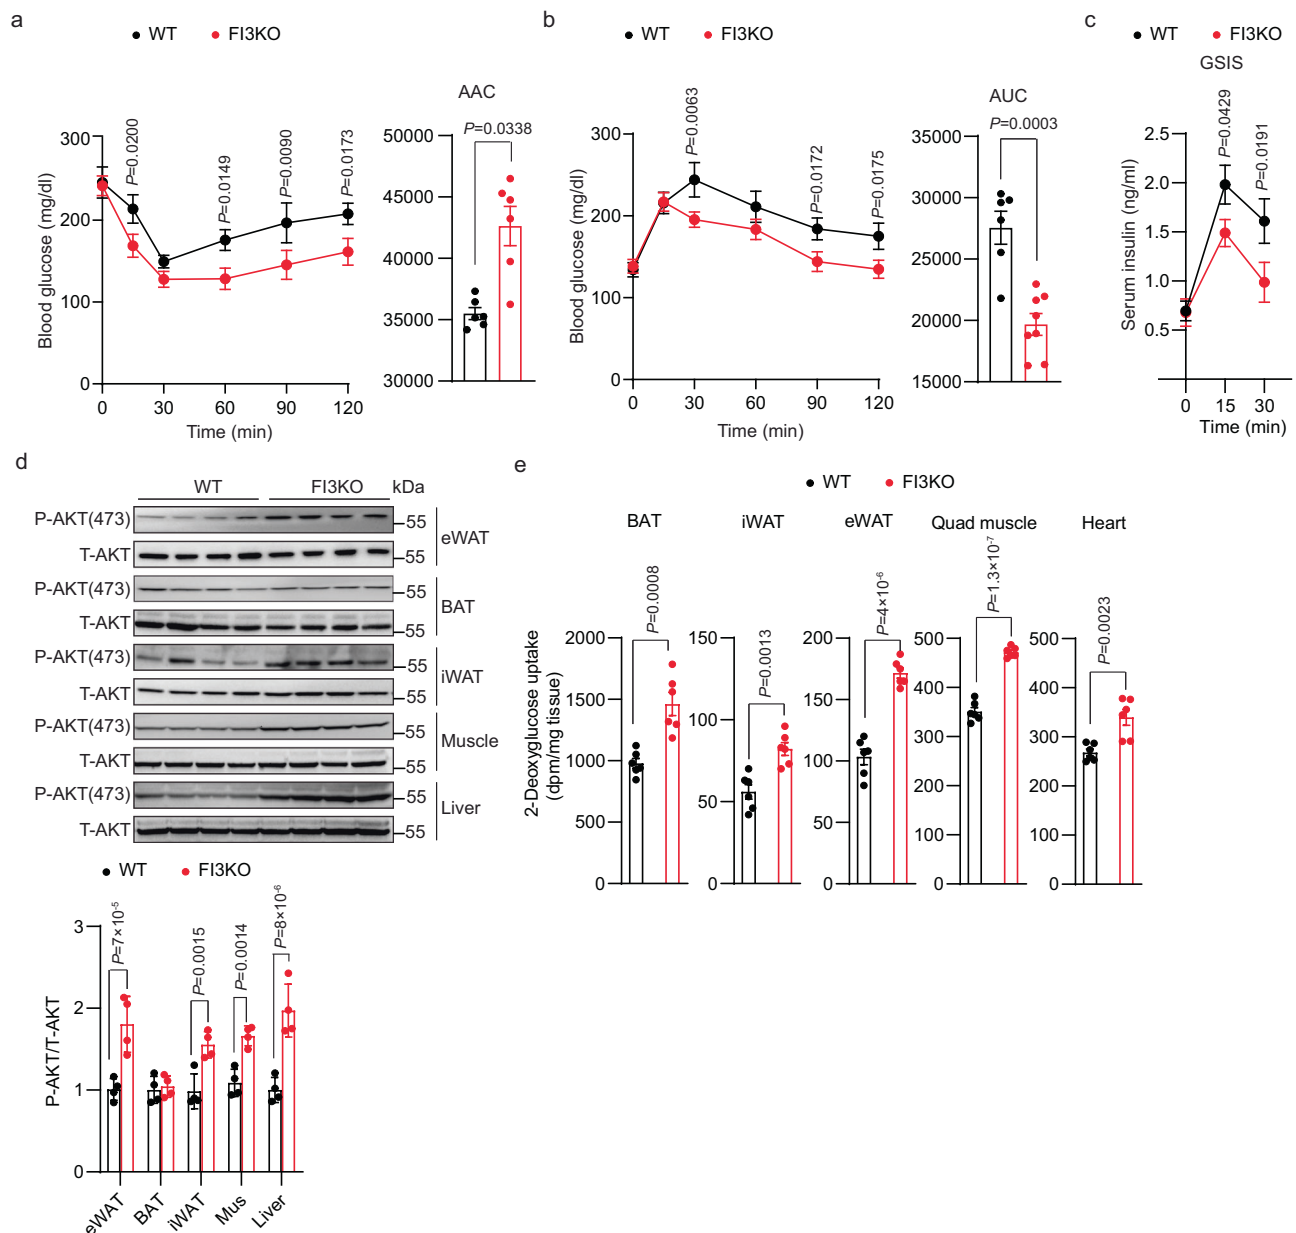 a
WT FI3KO
AAC
Blood glucose (mg/dl)
300
200
100
0
P=0.0200
P=0.0149
P=0.0090
P=0.0173
0 30 60 90 120
Time (min)
P=0.0338
50000
45000
40000
35000
30000
b
WT FI3KO
AUC
Blood glucose (mg/dl)
300
200
100
0
P=0.0063
P=0.0172
P=0.0175
0 30 60 90 120
Time (min)
P=0.0003
35000
30000
25000
20000
15000
c
WT FI3KO
GSIS
Serum insulin (ng/ml)
2.5
2.0
1.5
1.0
0.5
P=0.0429
P=0.0191
0 15 30
Time (min)
d
WT FI3KO kDa
P-AKT(473) 55
T-AKT 55
eWAT
P-AKT(473) 55
T-AKT 55
BAT
P-AKT(473) 55
T-AKT 55
iWAT
P-AKT(473) 55
T-AKT 55
Muscle
P-AKT(473) 55
T-AKT 55
Liver
WT FI3KO
P-AKT/T-AKT
3
2
1
0
P=7×10-5
P=0.0015
P=0.0014
P=8×10-6
eWAT BAT iWAT Mus Liver
e
WT FI3KO
2-Deoxyglucose uptake
(dpm/mg tissue)
BAT
P=0.0008
2000
1500
1000
500
0
iWAT
P=0.0013
150
100
50
0
eWAT
P=4×10-6
200
150
100
50
0
Quad muscle
P=1.3×10-7
500
400
300
200
100
0
Heart
P=0.0023
500
400
300
200
100
0